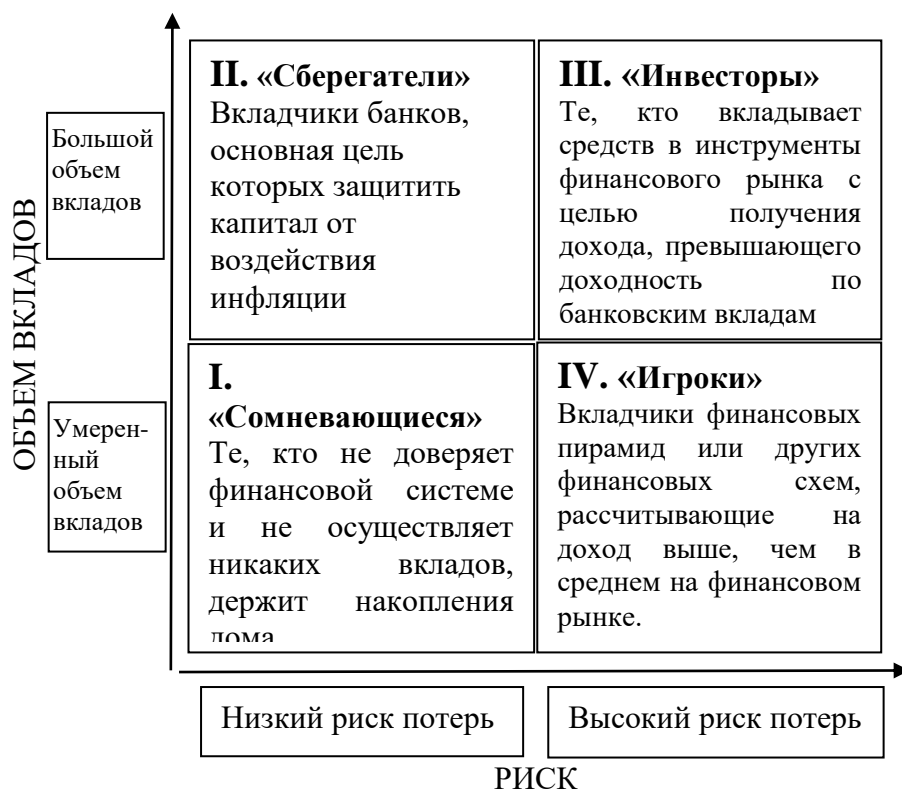 ОБЪЕМ ВКЛАДОВ
Большой
объем
вкладов
II. «Сберегатели»
Вкладчики банков,
основная цель
которых защитить
капитал от
воздействия
инфляции
III. «Инвесторы»
Те, кто вкладывает
средств в инструменты
финансового рынка с
целью получения
дохода, превышающего
доходность по
банковским вкладам
Умерен-
ный
объем
вкладов
I.
«Сомневающиеся»
Те, кто не доверяет
финансовой системе
и не осуществляет
никаких вкладов,
держит накопления
дома
IV. «Игроки»
Вкладчики финансовых
пирамид или других
финансовых схем,
рассчитывающие на
доход выше, чем в
среднем на финансовом
рынке.
Низкий риск потерь
Высокий риск потерь
РИСК